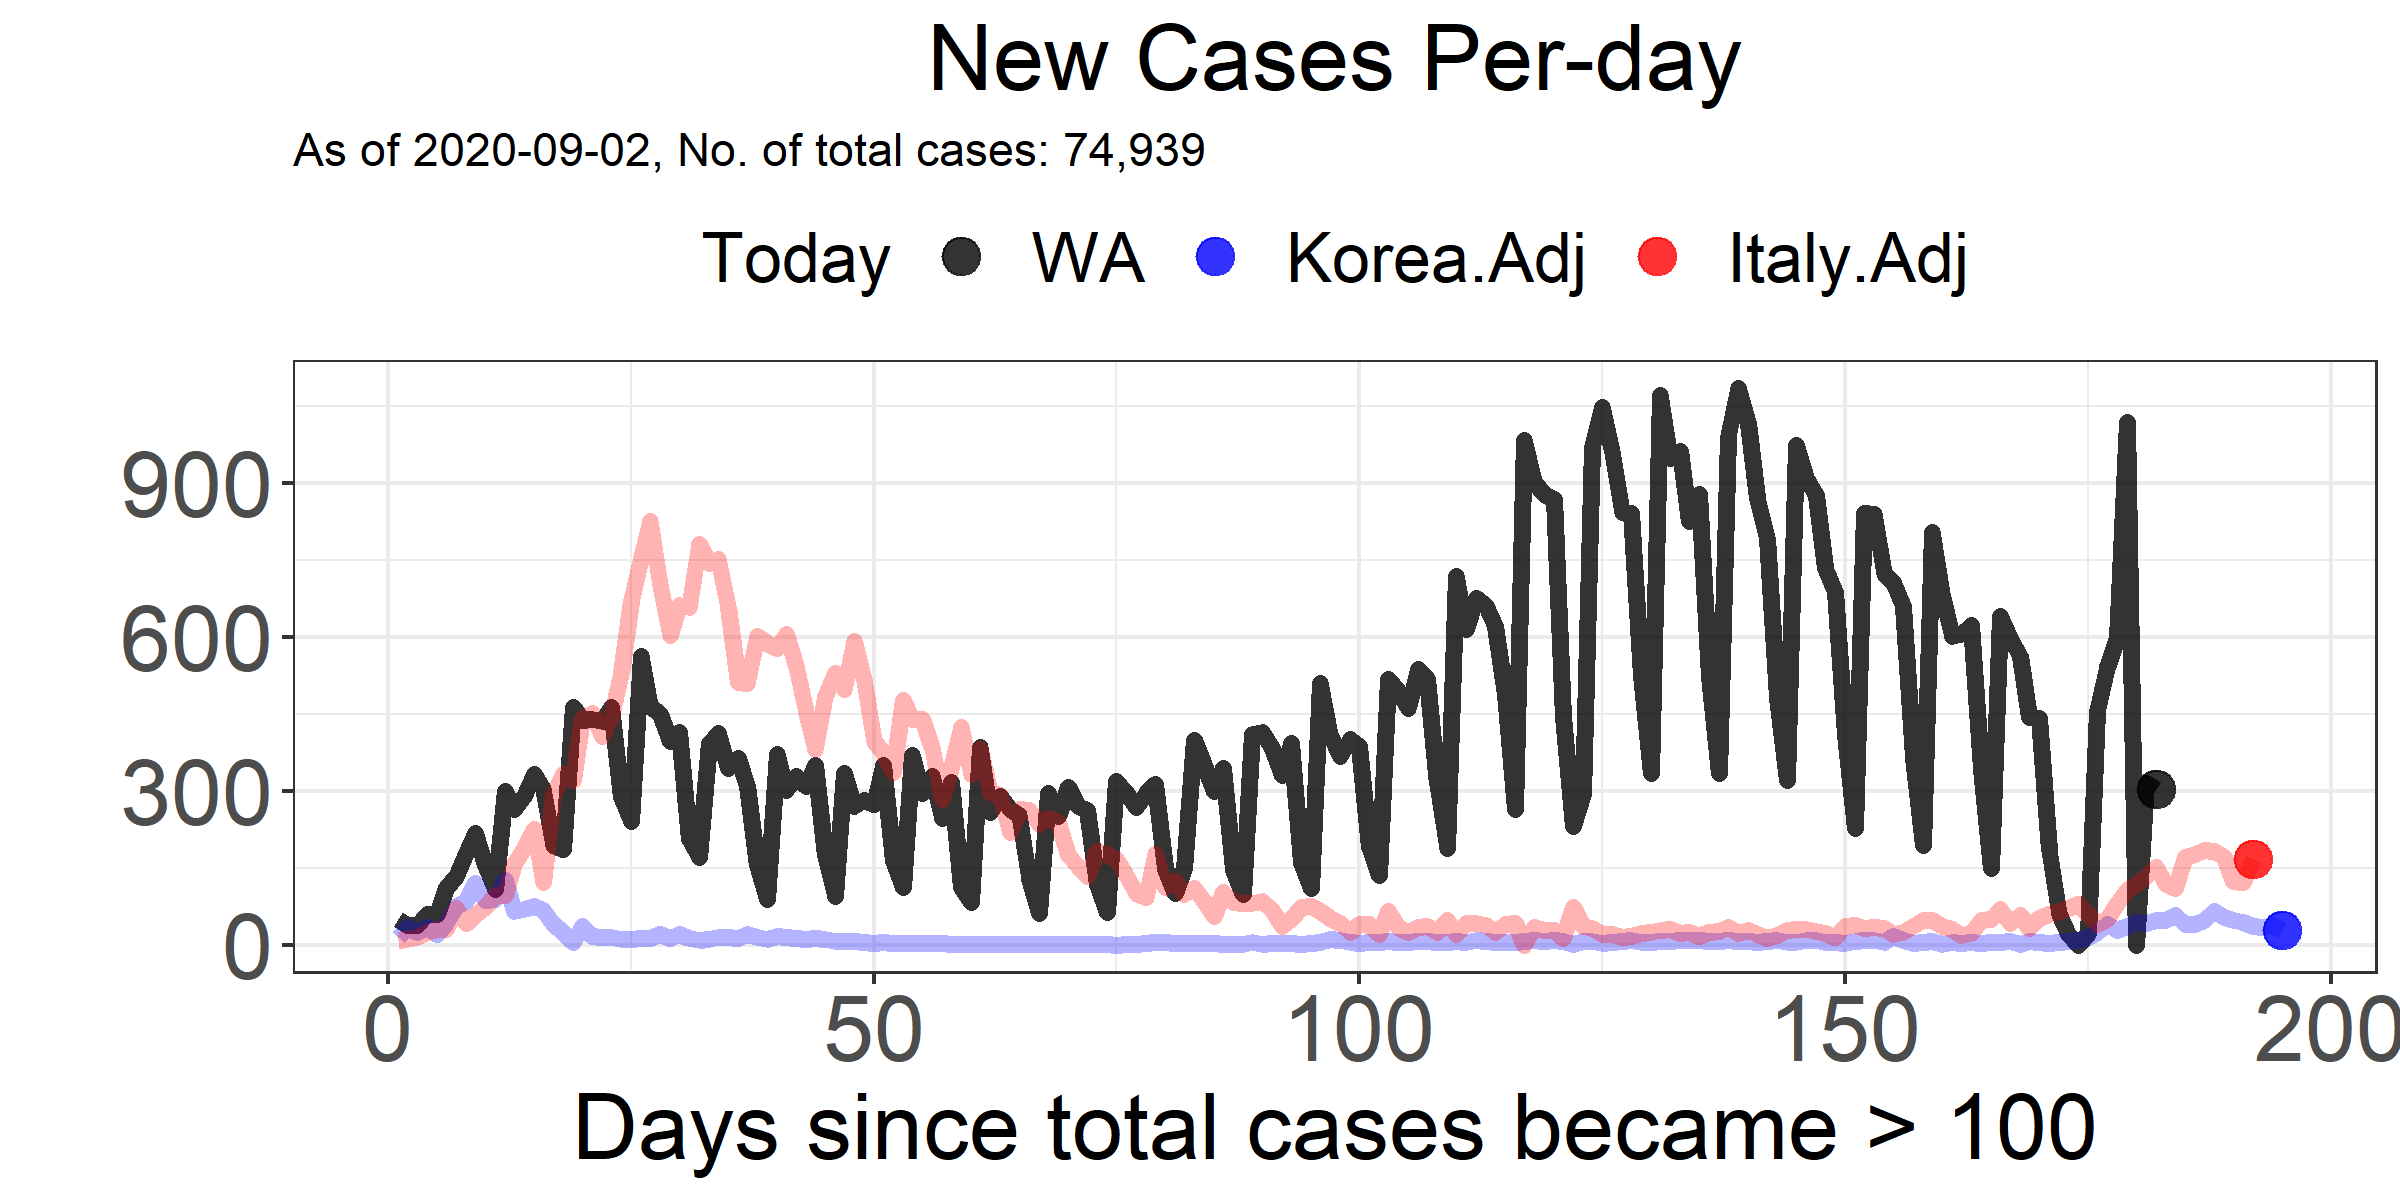 New Cases Per-day
As of 2020-09-02, No. of total cases: 74,939
Today WA Korea.Adj Italy.Adj
900
600
300
0
0 50 100 150 200
Days since total cases became > 100